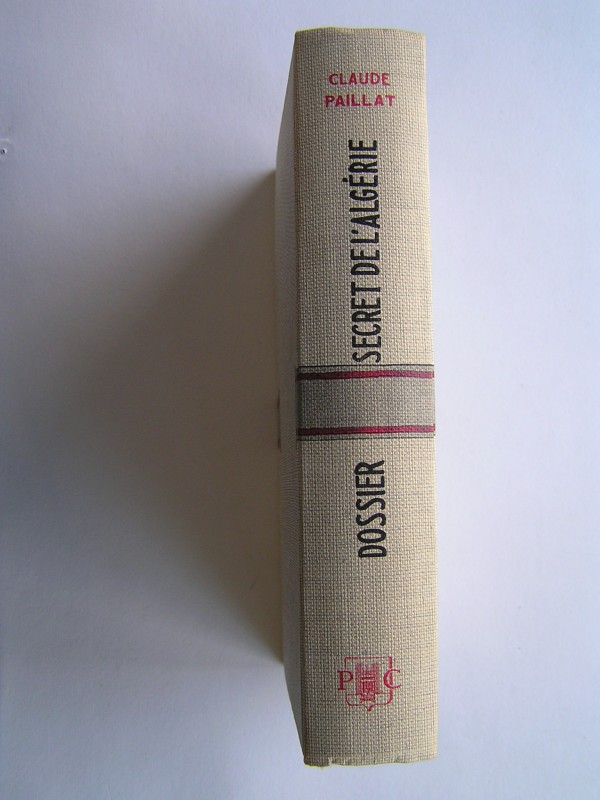 CLAUDE
PAILLAT
DOSSIER SECRET DE L'ALGÉRIE
P C